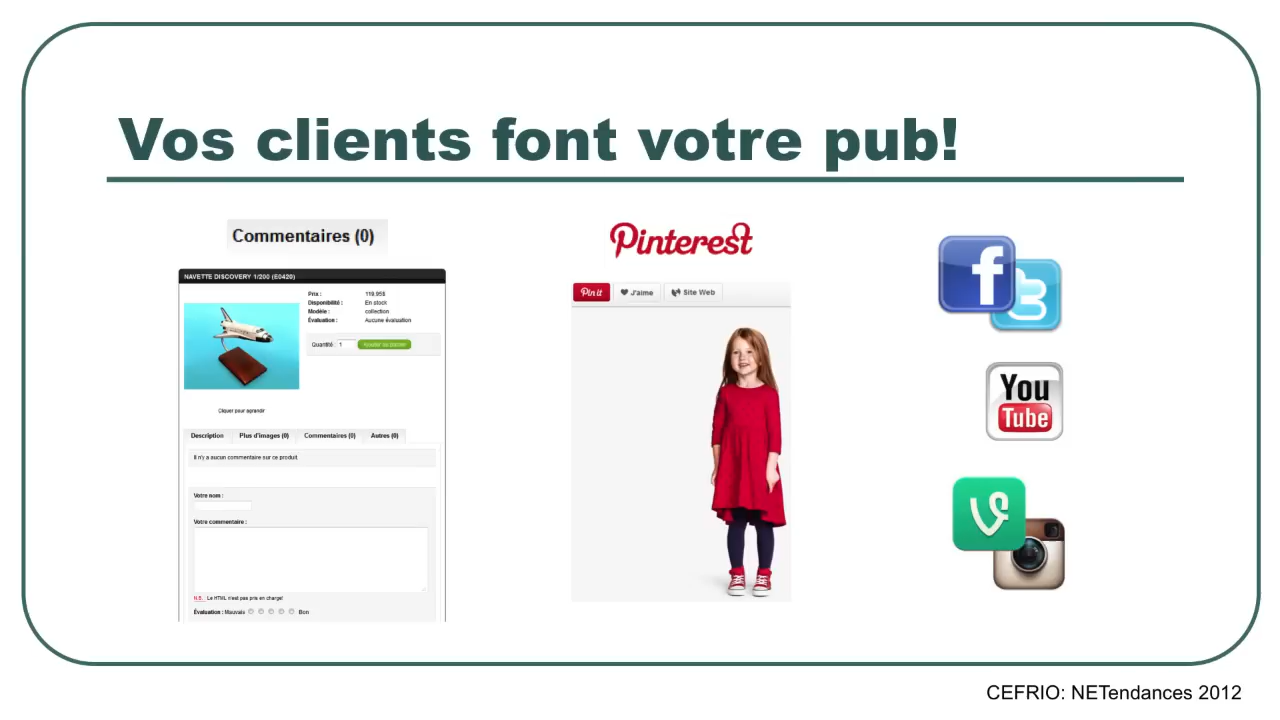 Vos clients font votre pub!
Commentaires (0)
NAVETTE DISCOVERY 1/200 (E0420)
Prix : 119,95$
Disponibilité : En stock
Modèle : collection
Évaluation : Aucune évaluation
Quantité : 1 Ajouter au panier
Cliquer pour agrandir
Description Plus d'images (0) Commentaires (0) Autres (0)
Il n'y a aucun commentaire sur ce produit.
Votre nom :
Votre commentaire :
N.B. : Le HTML n'est pas pris en charge!
Évaluation : Mauvais Bon
Pinterest
Pin it J'aime Site Web
f
t
You
Tube
V
CEFRIO: NETendances 2012